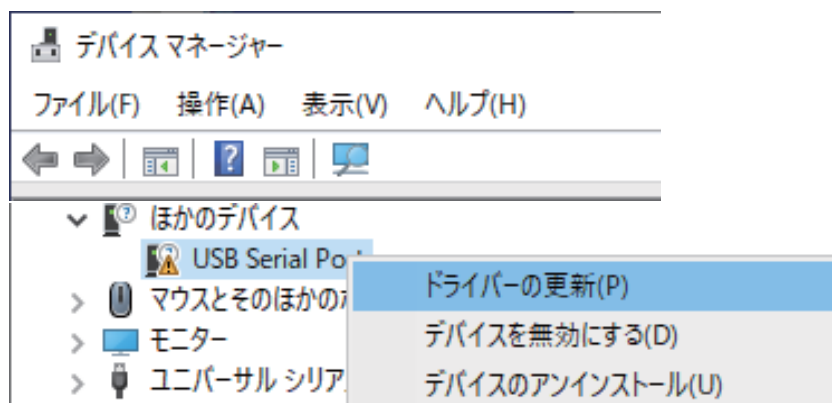 デバイス マネージャー
ファイル(F) 操作(A) 表示(V) ヘルプ(H)
ほかのデバイス
USB Serial
ドライバーの更新(P)
マウスとそのほかの
デバイスを無効にする(D)
モニター
ユニバーサル シリア
デバイスのアンインストール(U)